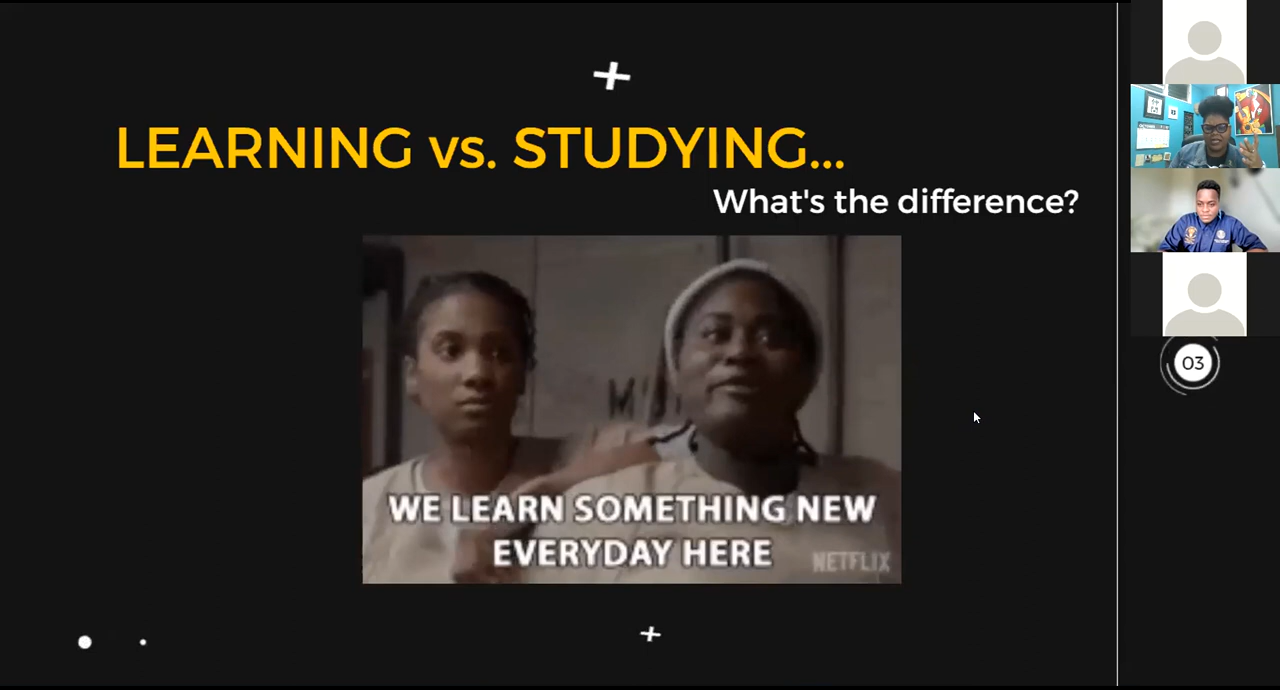 LEARNING vs. STUDYING...
What's the difference?
WE LEARN SOMETHING NEW
EVERYDAY HERE
NETFLIX
03